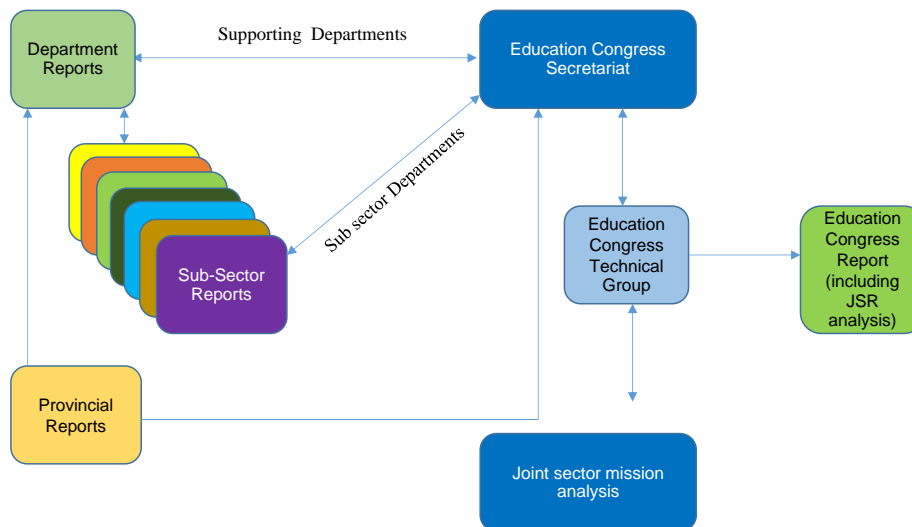 Department
Reports
Supporting Departments
Education Congress
Secretariat
Sub sector Departments
Sub-Sector
Reports
Education
Congress
Technical
Group
Education
Congress
Report
(including
JSR
analysis)
Provincial
Reports
Joint sector mission
analysis